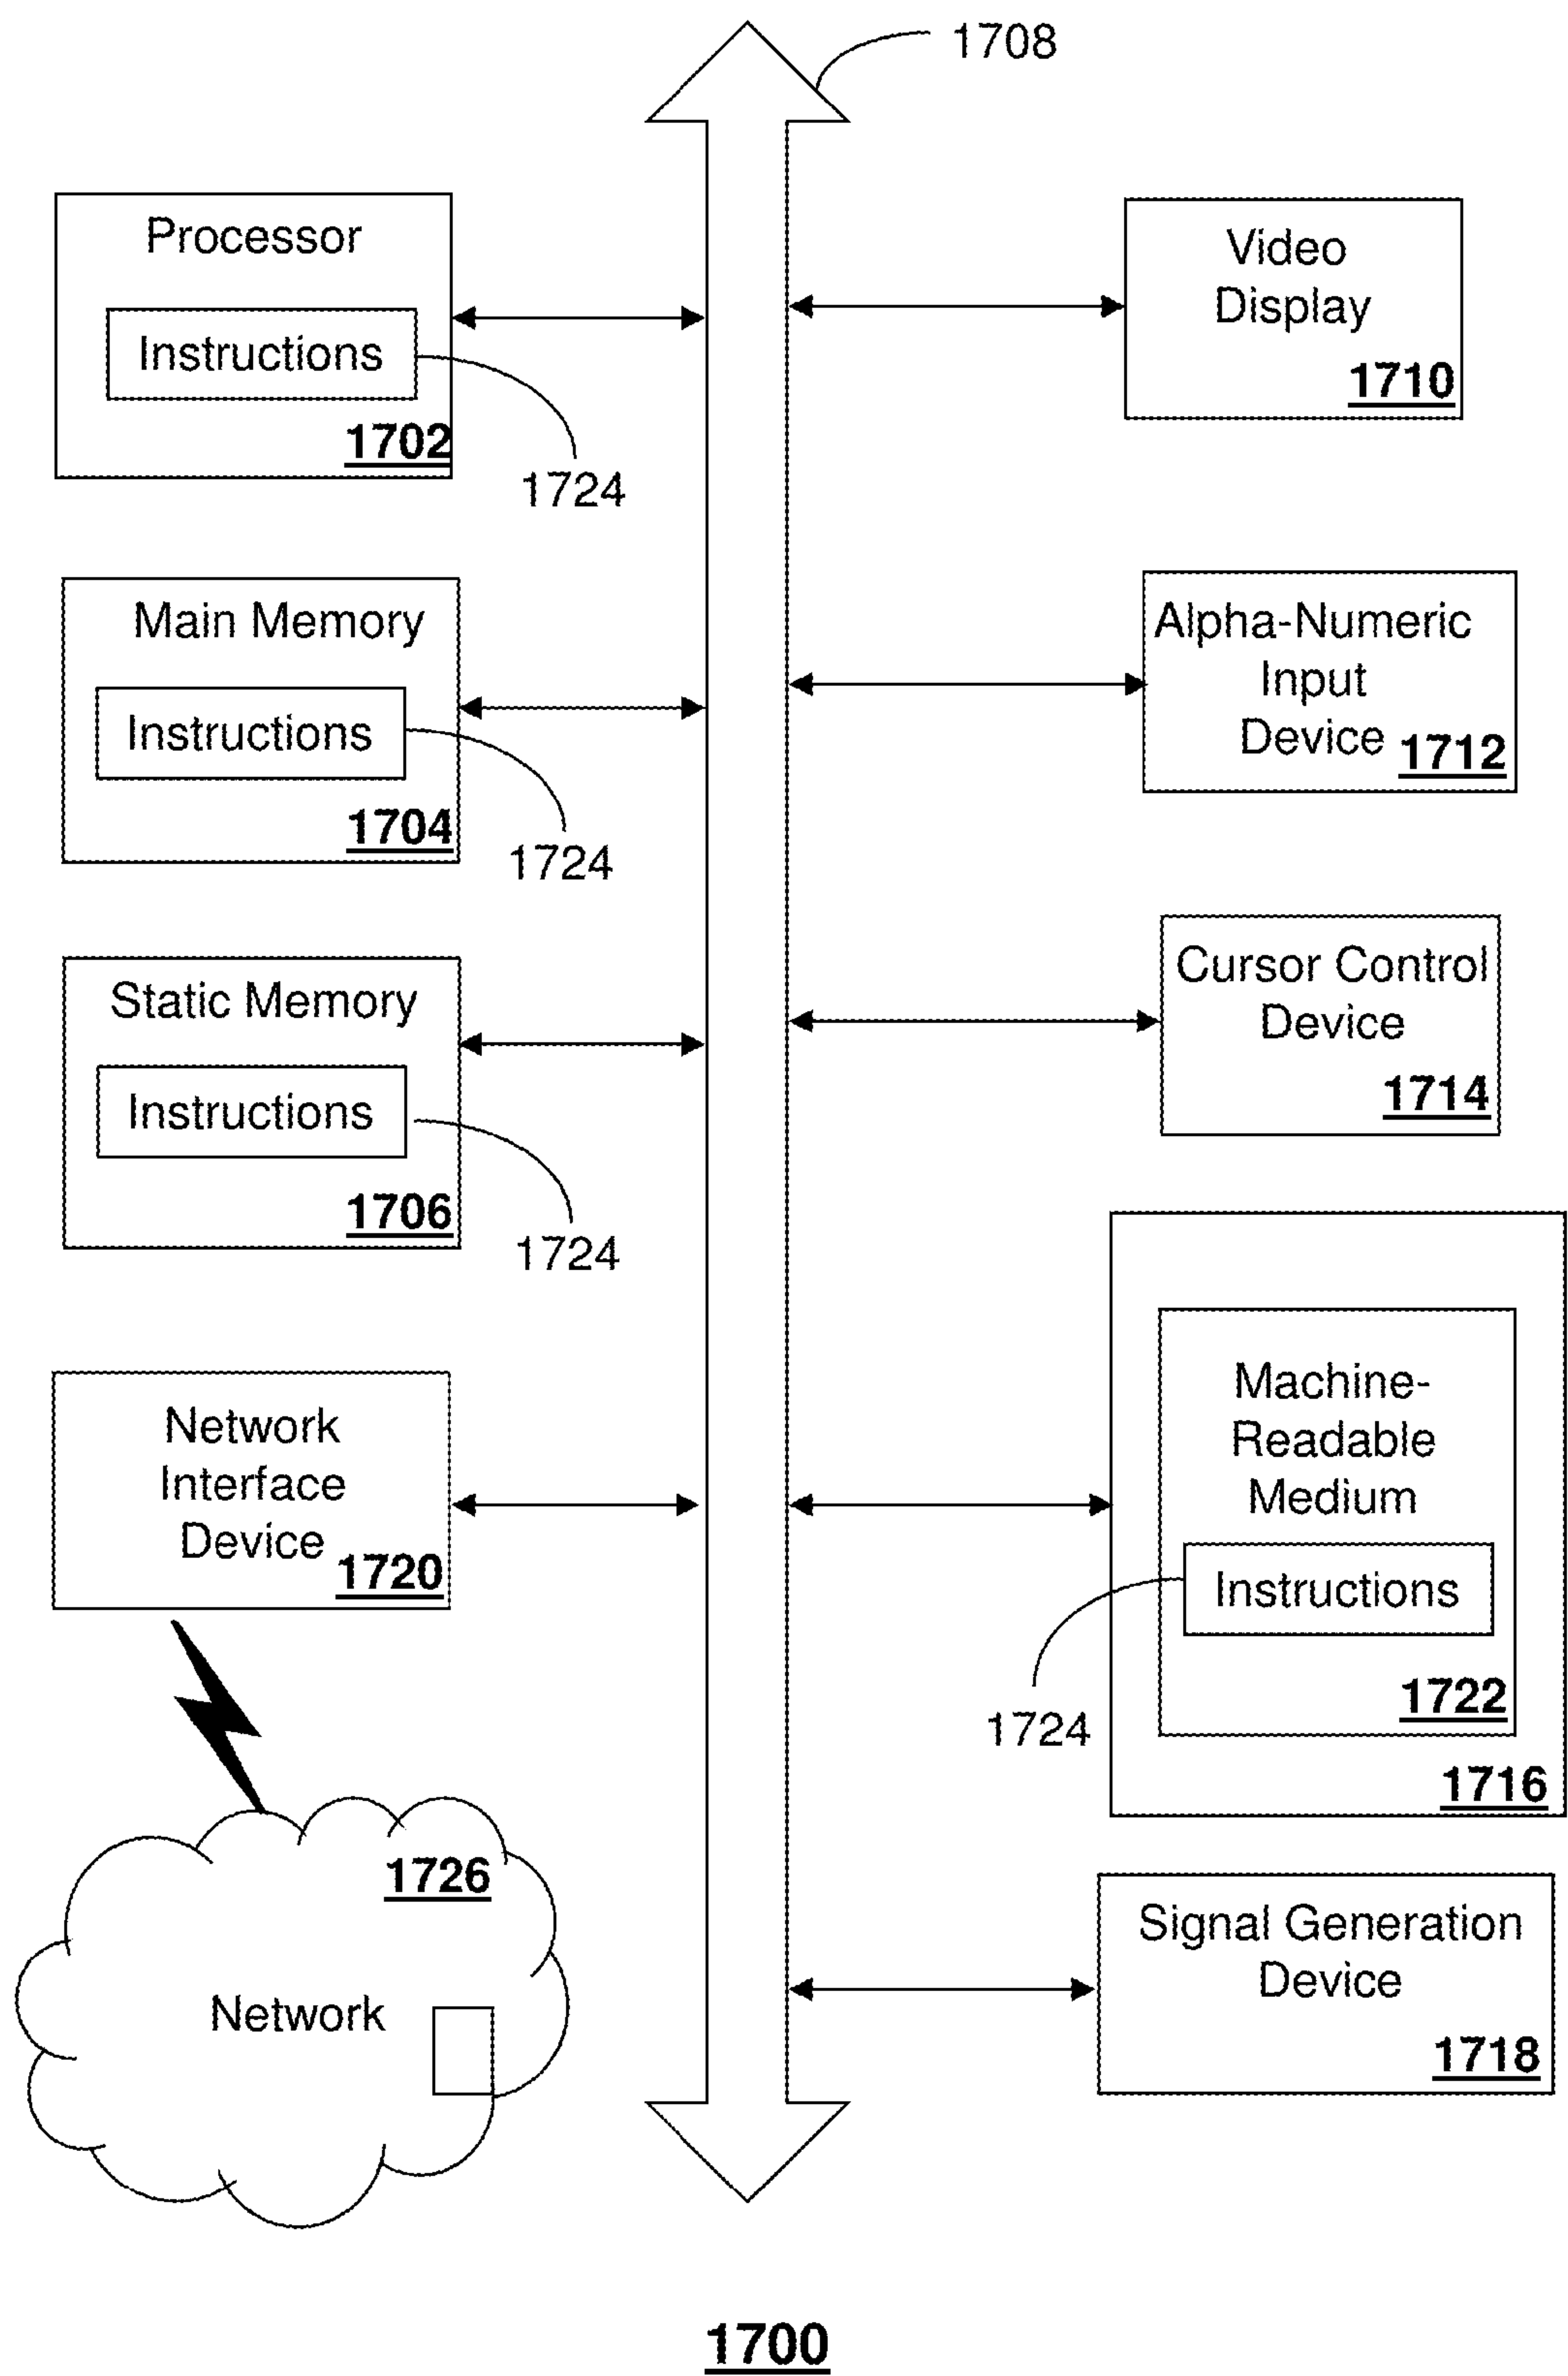 1708
Processor
Instructions
1702
1724
Video
Display
1710
Main Memory
Instructions
1704
1724
Alpha-Numeric
Input
Device
1712
Static Memory
Instructions
1706
1724
Cursor Control
Device
1714
Network
Interface
Device
1720
Machine-
Readable
Medium
Instructions
1724
1722
1716
1726
Network
Signal Generation
Device
1718
1700